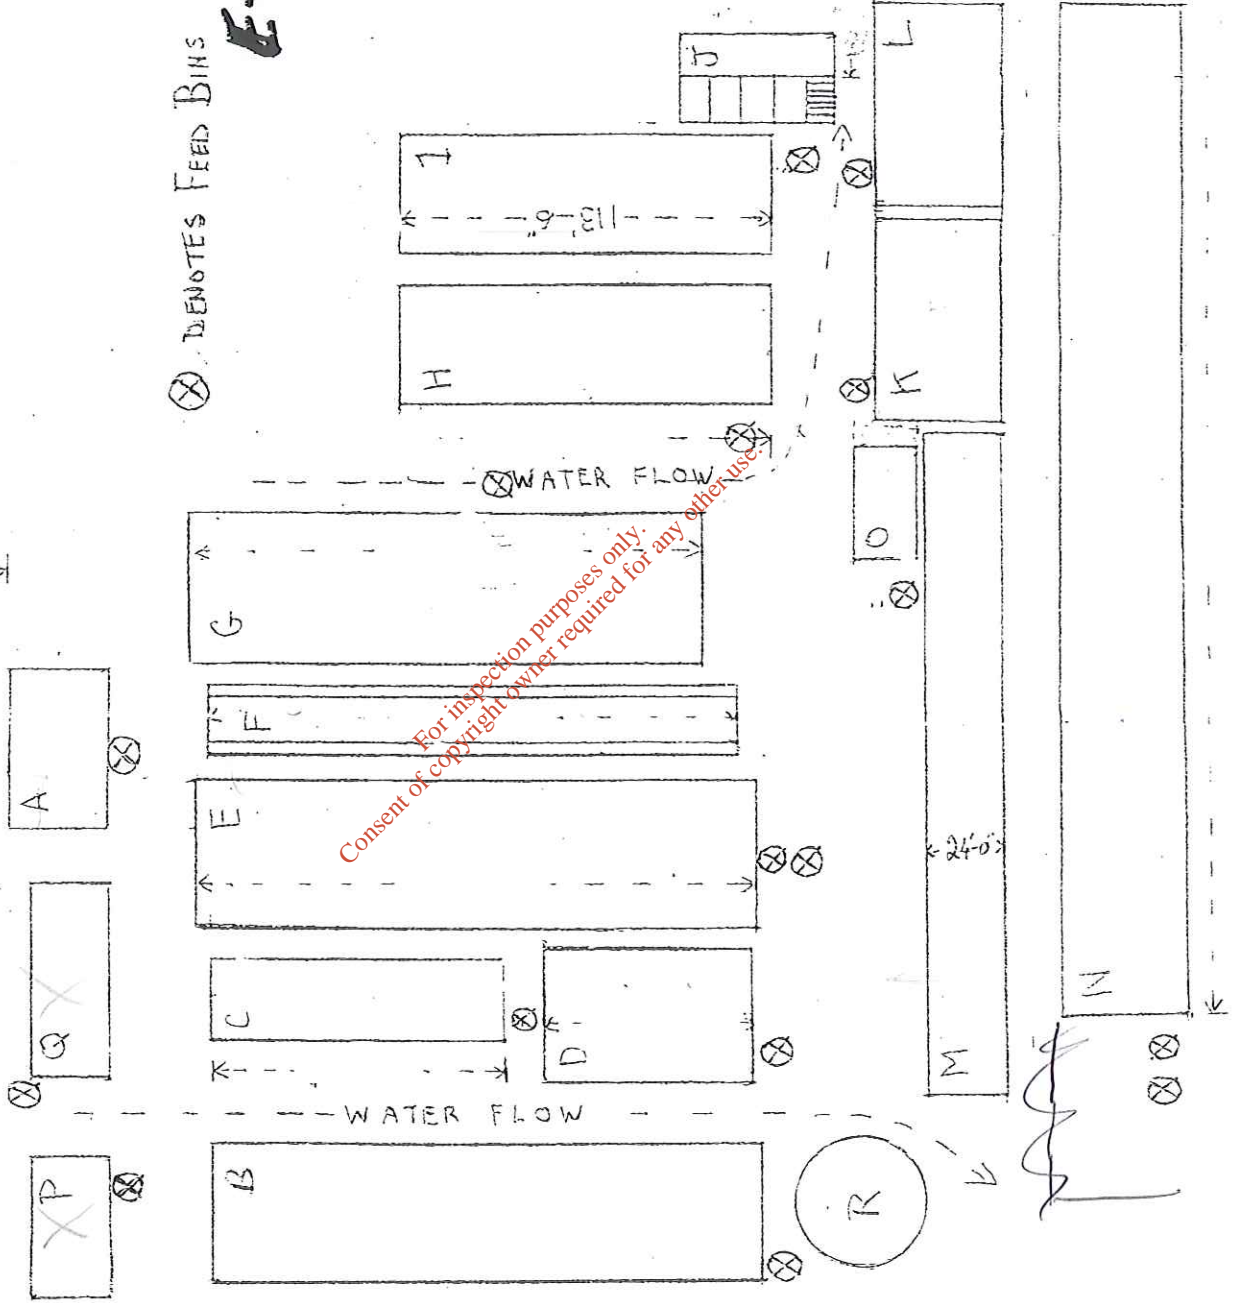 ⊗ DENOTES FEED BINS
E
J
L
I
113'-6"
H
K
WATER FLOW
G
O
F
A
E
24'-0"
C
D
Q
M
N
WATER FLOW
P
B
R
For inspection purposes only.
Consent of copyright owner required for any other use.